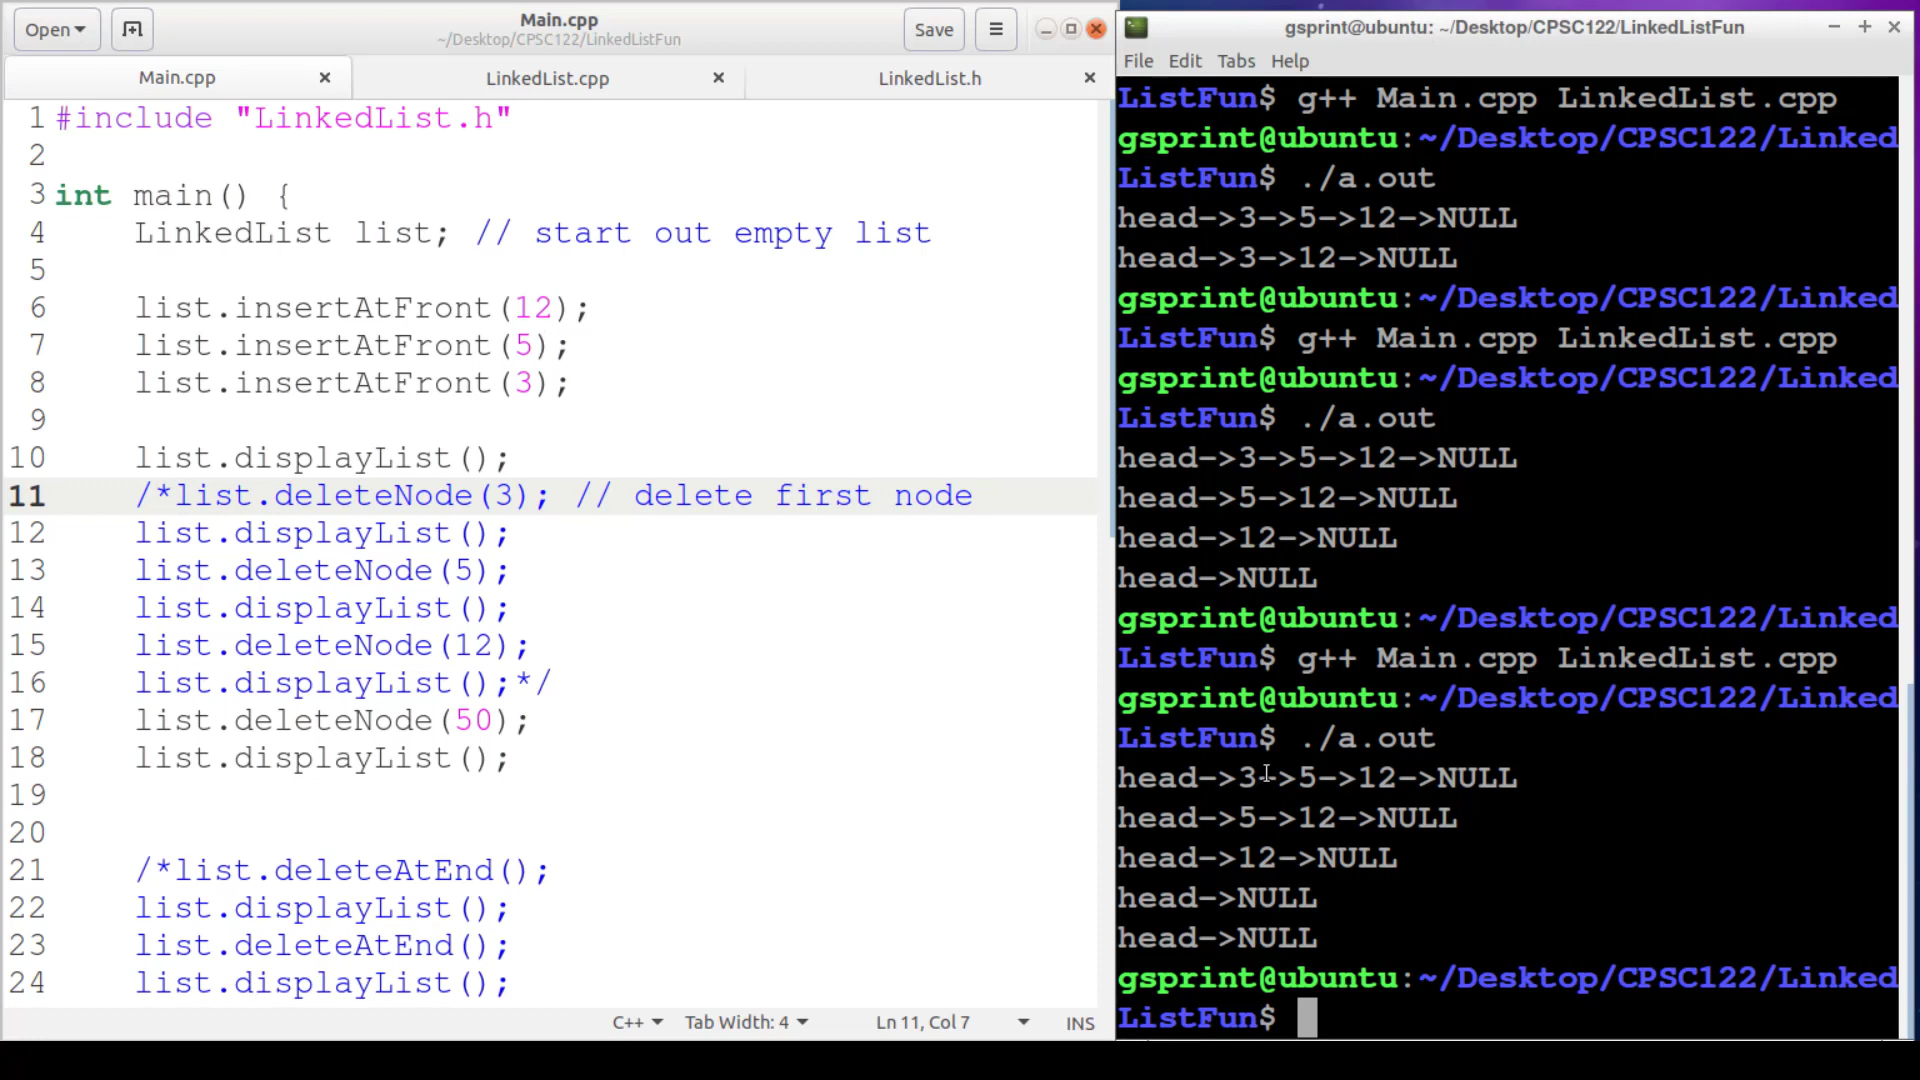 Open
Main.cpp
~/Desktop/CPSC122/LinkedListFun
Save
Main.cpp
LinkedList.cpp
LinkedList.h
1 #include "LinkedList.h"
2
3 int main() {
4     LinkedList list; // start out empty list
5
6     list.insertAtFront(12);
7     list.insertAtFront(5);
8     list.insertAtFront(3);
9
10     list.displayList();
11     /*list.deleteNode(3); // delete first node
12     list.displayList();
13     list.deleteNode(5);
14     list.displayList();
15     list.deleteNode(12);
16     list.displayList();*/
17     list.deleteNode(50);
18     list.displayList();
19
20
21     /*list.deleteAtEnd();
22     list.displayList();
23     list.deleteAtEnd();
24     list.displayList();
C++ Tab Width: 4 Ln 11, Col 7 INS
gsprint@ubuntu: ~/Desktop/CPSC122/LinkedListFun
File Edit Tabs Help
ListFun$ g++ Main.cpp LinkedList.cpp
gsprint@ubuntu:~/Desktop/CPSC122/Linked
ListFun$ ./a.out
head->3->5->12->NULL
head->3->12->NULL
gsprint@ubuntu:~/Desktop/CPSC122/Linked
ListFun$ g++ Main.cpp LinkedList.cpp
gsprint@ubuntu:~/Desktop/CPSC122/Linked
ListFun$ ./a.out
head->3->5->12->NULL
head->5->12->NULL
head->12->NULL
head->NULL
gsprint@ubuntu:~/Desktop/CPSC122/Linked
ListFun$ g++ Main.cpp LinkedList.cpp
gsprint@ubuntu:~/Desktop/CPSC122/Linked
ListFun$ ./a.out
head->3->5->12->NULL
head->5->12->NULL
head->12->NULL
head->NULL
head->NULL
gsprint@ubuntu:~/Desktop/CPSC122/Linked
ListFun$